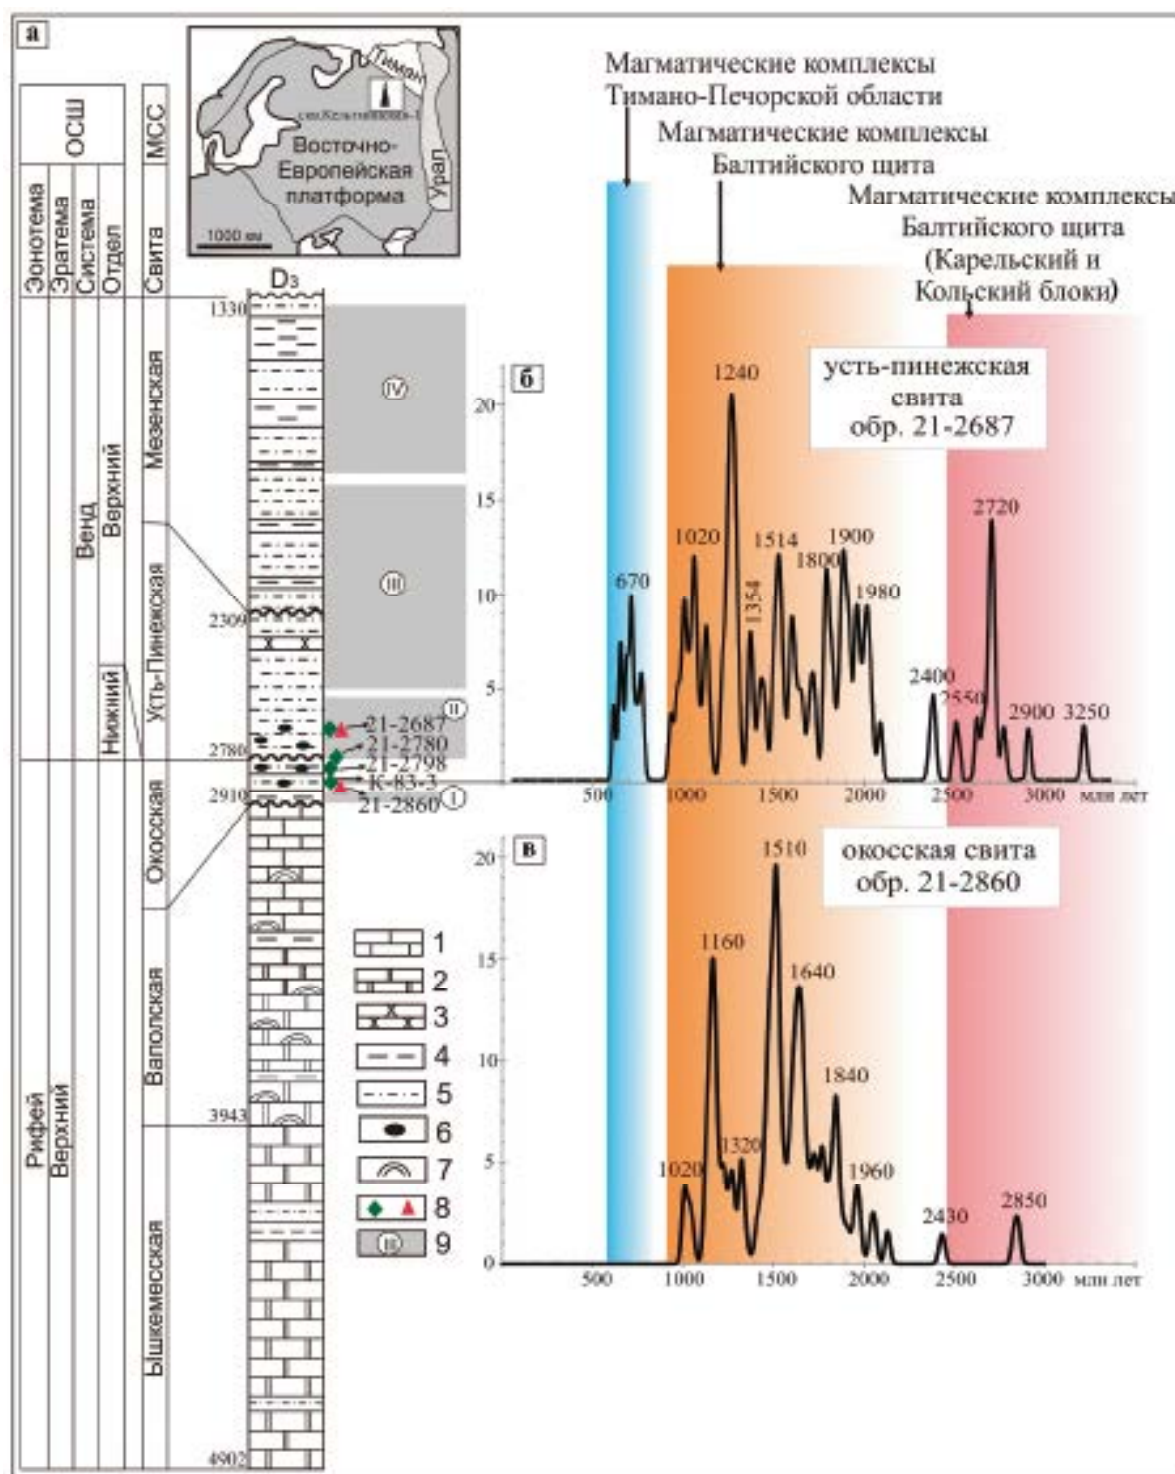 а
ОСШ
МСС
Эонотема
Эратема
Система
Отдел
Свита
Тиман
Восточно-
Европейская
платформа
Урал
1000 км
D3
1330
2309
2780
2910
3943
4902
Венд
Верхний
Нижний
Рифей
Верхний
Мезенская
Усть-Пинежская
Окосская
Ваполская
Ышкемесская
IV
III
II
21-2687
21-2780
21-2798
К-83-3
21-2860
I
1
2
3
4
5
6
7
8
III 9
Магматические комплексы
Тимано-Печорской области
Магматические комплексы
Балтийского щита
Магматические комплексы
Балтийского щита
(Карельский и
Кольский блоки)
б
усть-пинежская
свита
обр. 21-2687
20
15
10
5
670
1020
1240
1354
1514
1800
1900
1980
2400
2550
2720
2900
3250
500 1000 1500 2000 2500 3000 млн лет
в
окосская свита
обр. 21-2860
20
15
10
5
0
1020
1160
1320
1510
1640
1840
1960
2430
2850
500 1000 1500 2000 2500 3000 млн лет